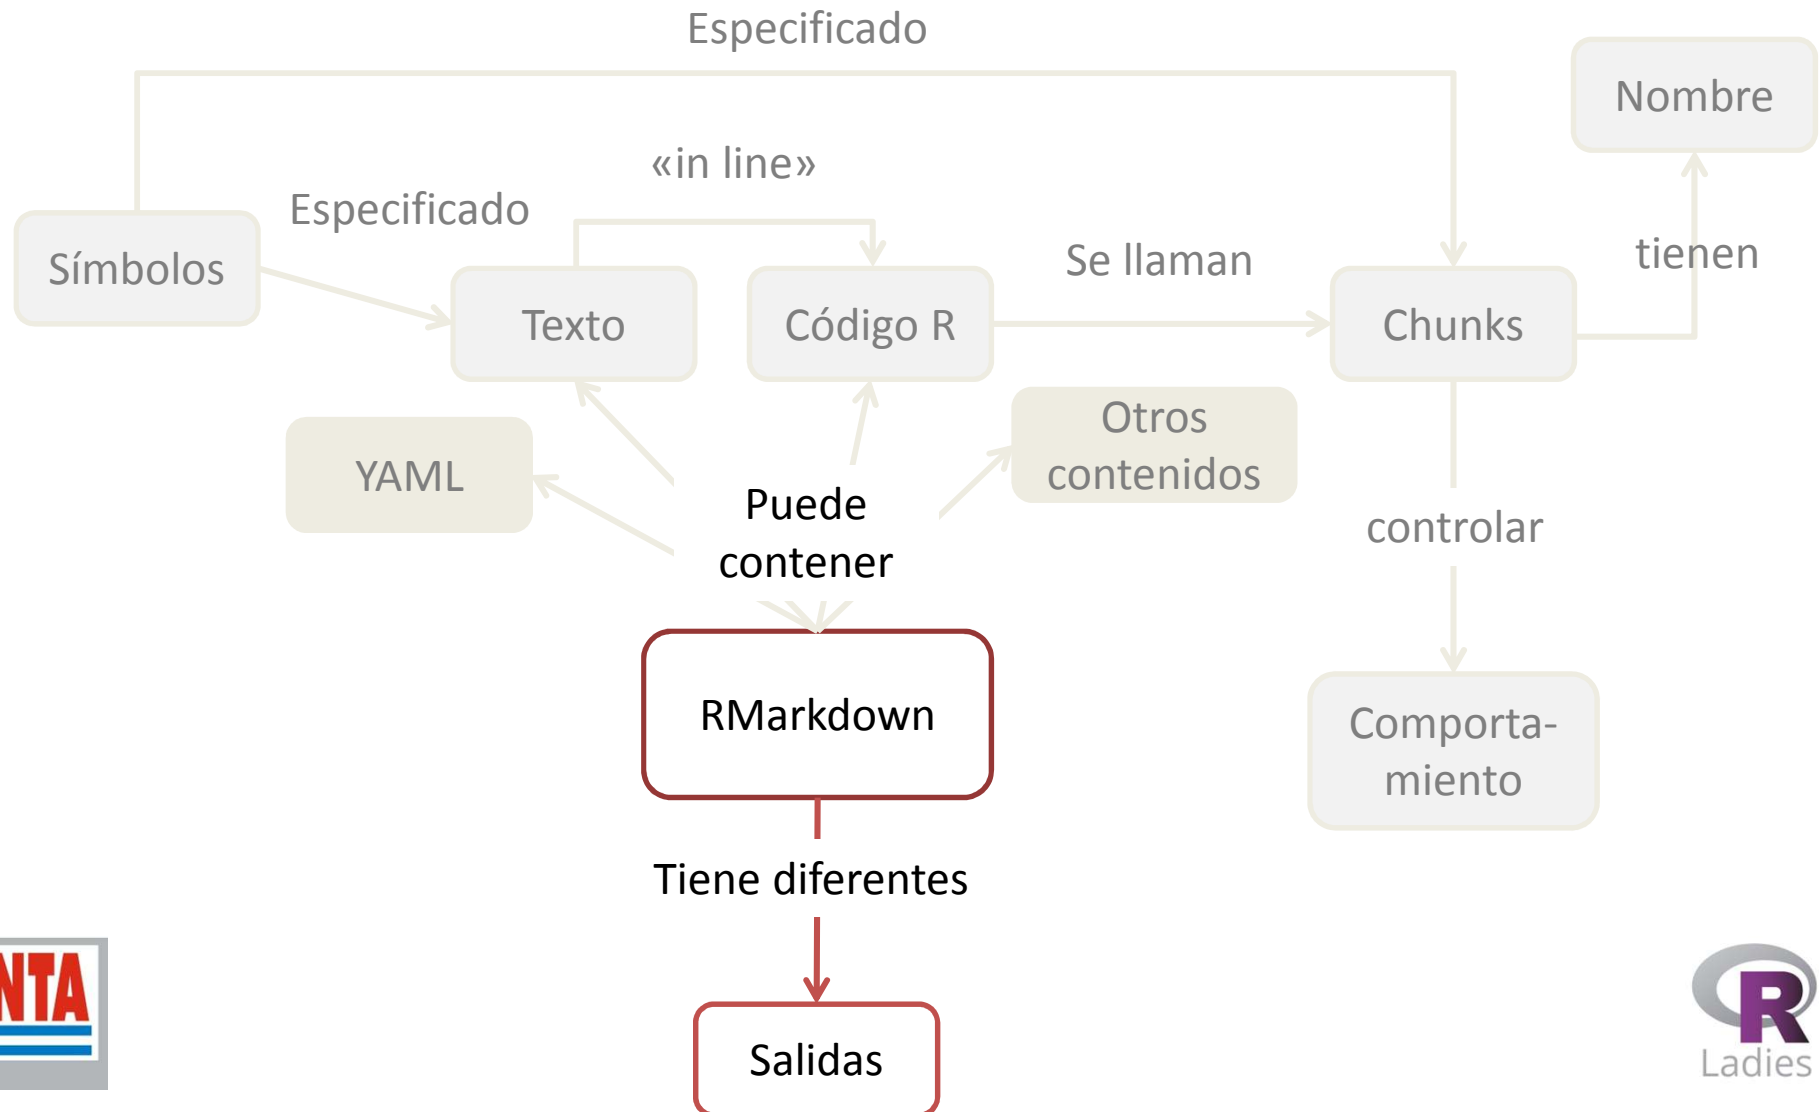 Especificado
Nombre
«in line»
Especificado
Símbolos
Se llaman
tienen
Texto
Código R
Chunks
YAML
Otros
contenidos
Puede
contener
controlar
RMarkdown
Comporta-
miento
Tiene diferentes
Salidas
NTA
R
Ladies